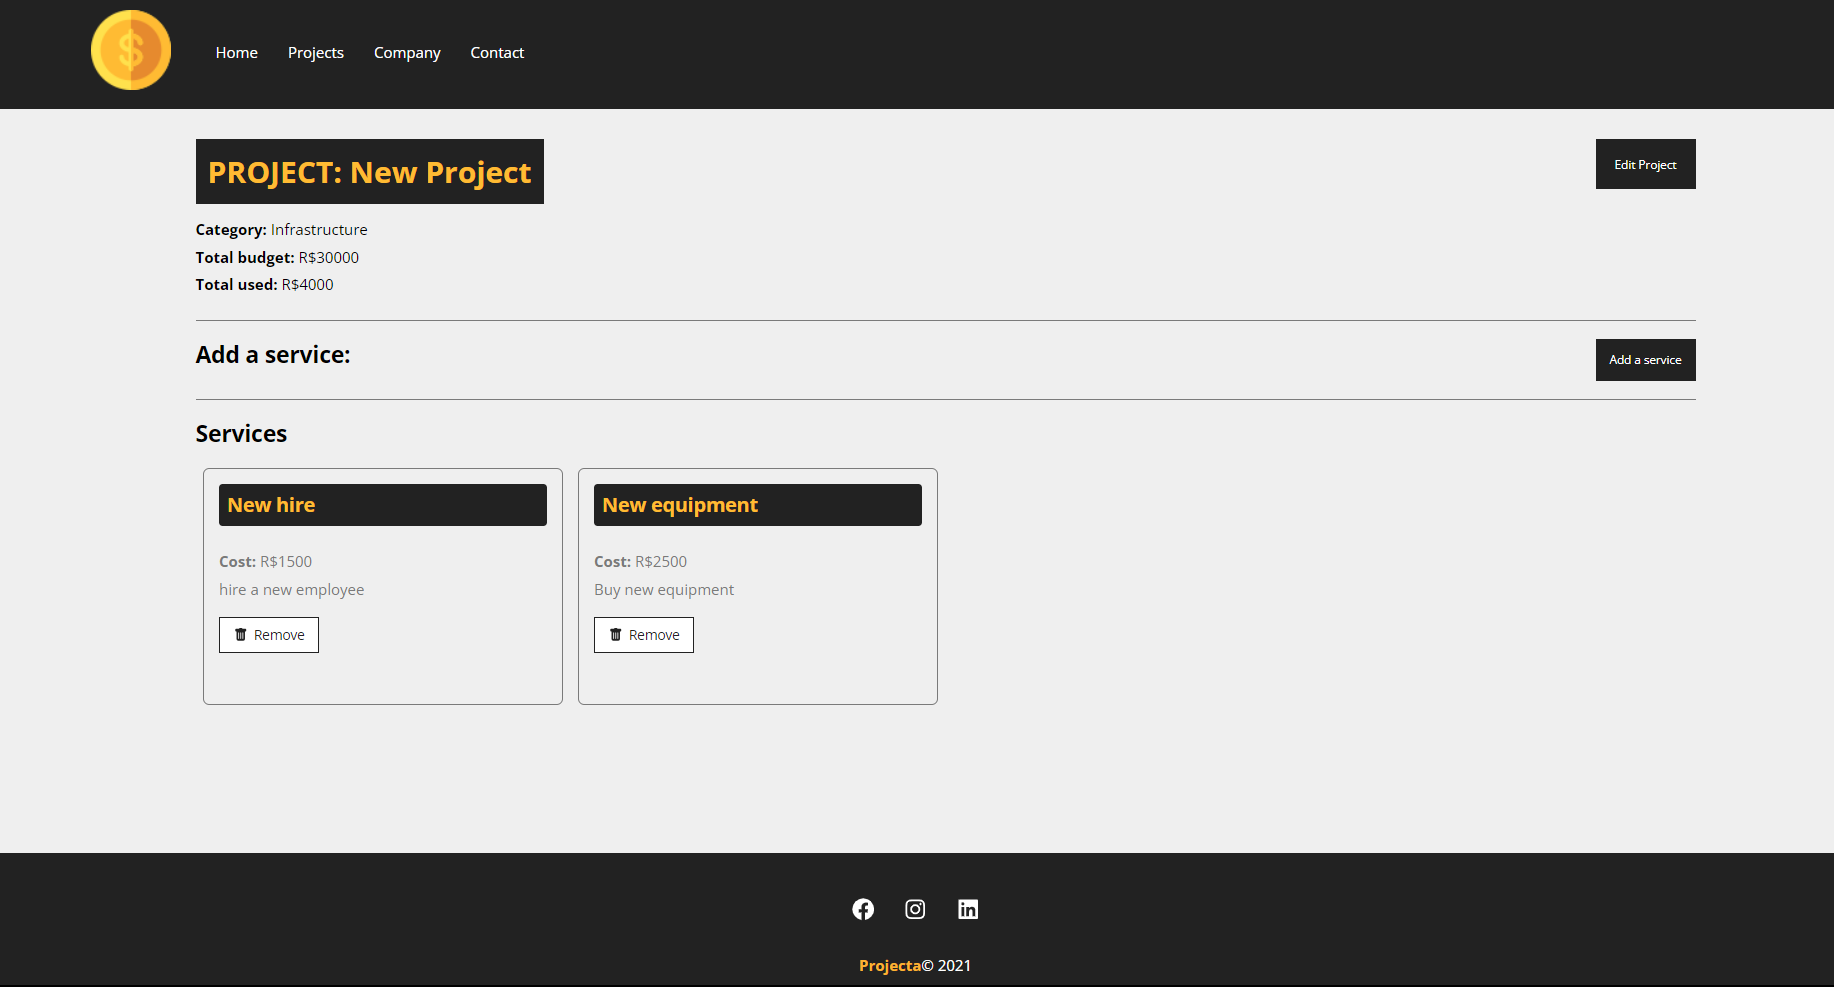 $
Home Projects Company Contact
PROJECT: New Project
Edit Project
Category: Infrastructure
Total budget: R$30000
Total used: R$4000
Add a service:
Add a service
Services
New hire
Cost: R$1500
hire a new employee
Remove
New equipment
Cost: R$2500
Buy new equipment
Remove
Projecta© 2021